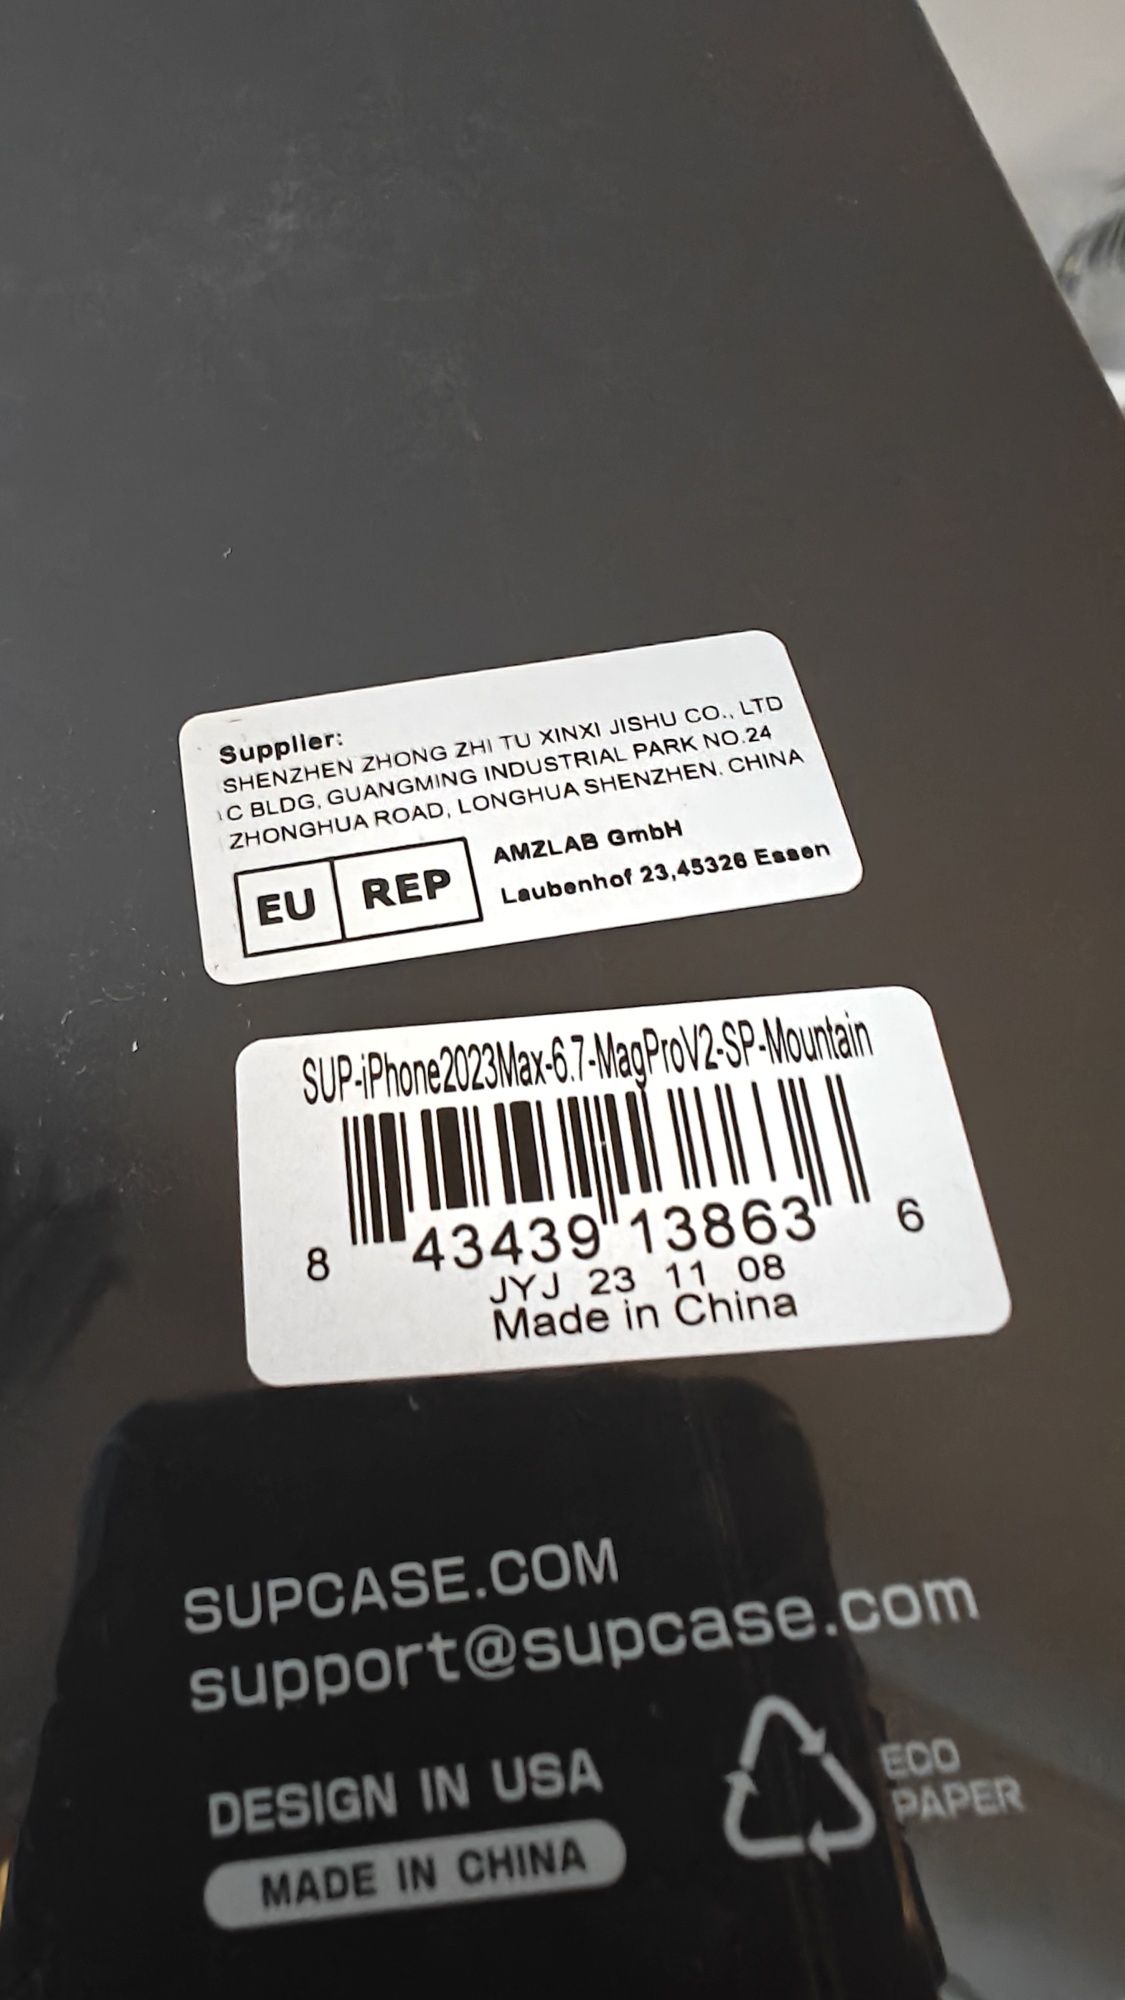 Supplier:
SHENZHEN ZHONG ZHI TU XINXI JISHU CO., LTD
C BLDG, GUANGMING INDUSTRIAL PARK NO.24
ZHONGHUA ROAD, LONGHUA SHENZHEN. CHINA
EU REP
AMZLAB GmbH
Laubenhof 23,45326 Essen
SUP-iPhone2023Max-6.7-MagProV2-SP-Mountain
8 43439 13863 6
JYJ 23 11 08
Made in China
SUPCASE.COM
support@supcase.com
DESIGN IN USA
MADE IN CHINA
ECO
PAPER